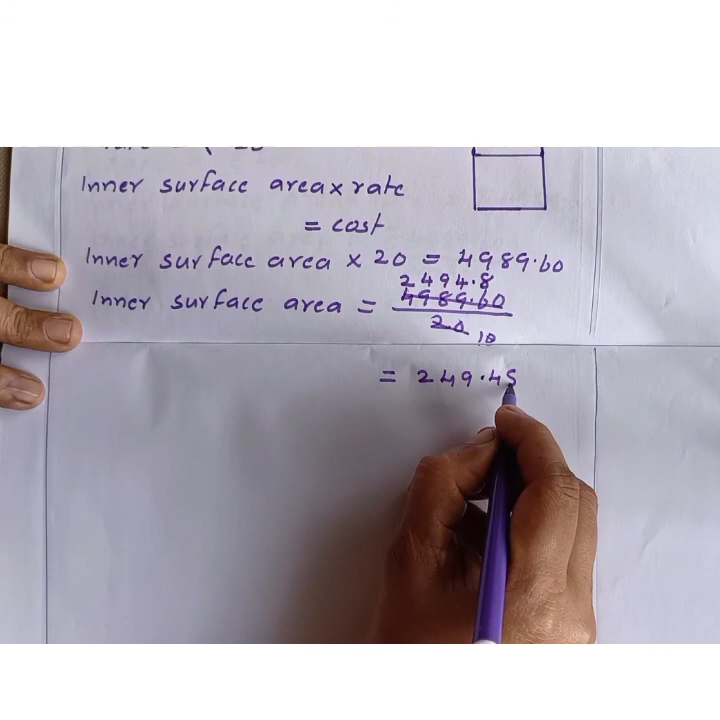 Inner surface area x rate
= cost
Inner surface area x 20 = 4989.60
2494.8
Inner surface area = 4989.60
20 10
= 249.48